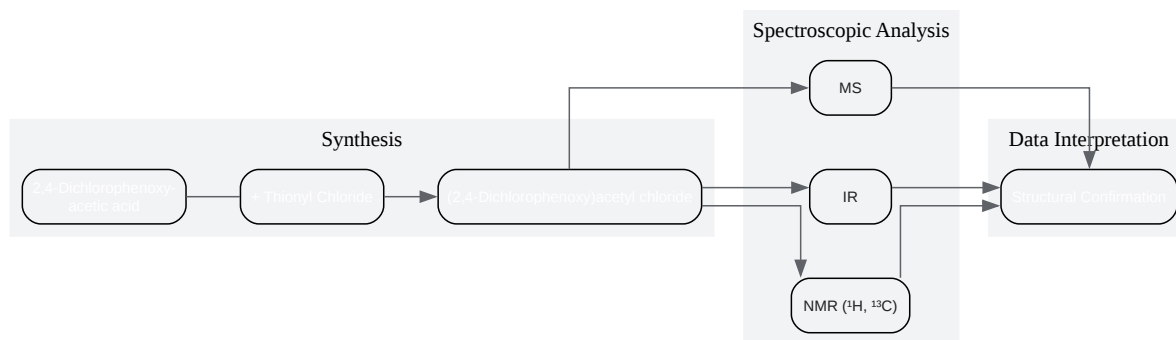 Spectroscopic Analysis
MS
Synthesis
Data Interpretation
2,4-Dichlorophenoxy-
acetic acid
+ Thionyl Chloride
(2,4-Dichlorophenoxy)acetyl chloride
IR
Structural Confirmation
NMR (¹H, ¹³C)